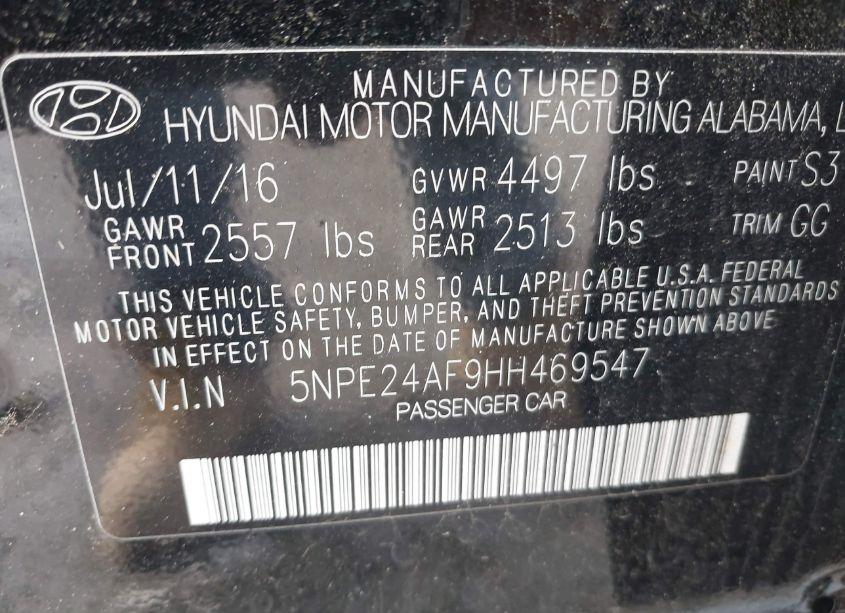 MANUFACTURED BY
HYUNDAI MOTOR MANUFACTURING ALABAMA,
Jul/11/16 GVWR 4497 lbs PAINT S3
GAWR FRONT 2557 lbs GAWR REAR 2513 lbs TRIM GG
THIS VEHICLE CONFORMS TO ALL APPLICABLE U.S.A. FEDERAL
MOTOR VEHICLE SAFETY, BUMPER, AND THEFT PREVENTION STANDARDS
IN EFFECT ON THE DATE OF MANUFACTURE SHOWN ABOVE
V.I.N 5NPE24AF9HH469547
PASSENGER CAR